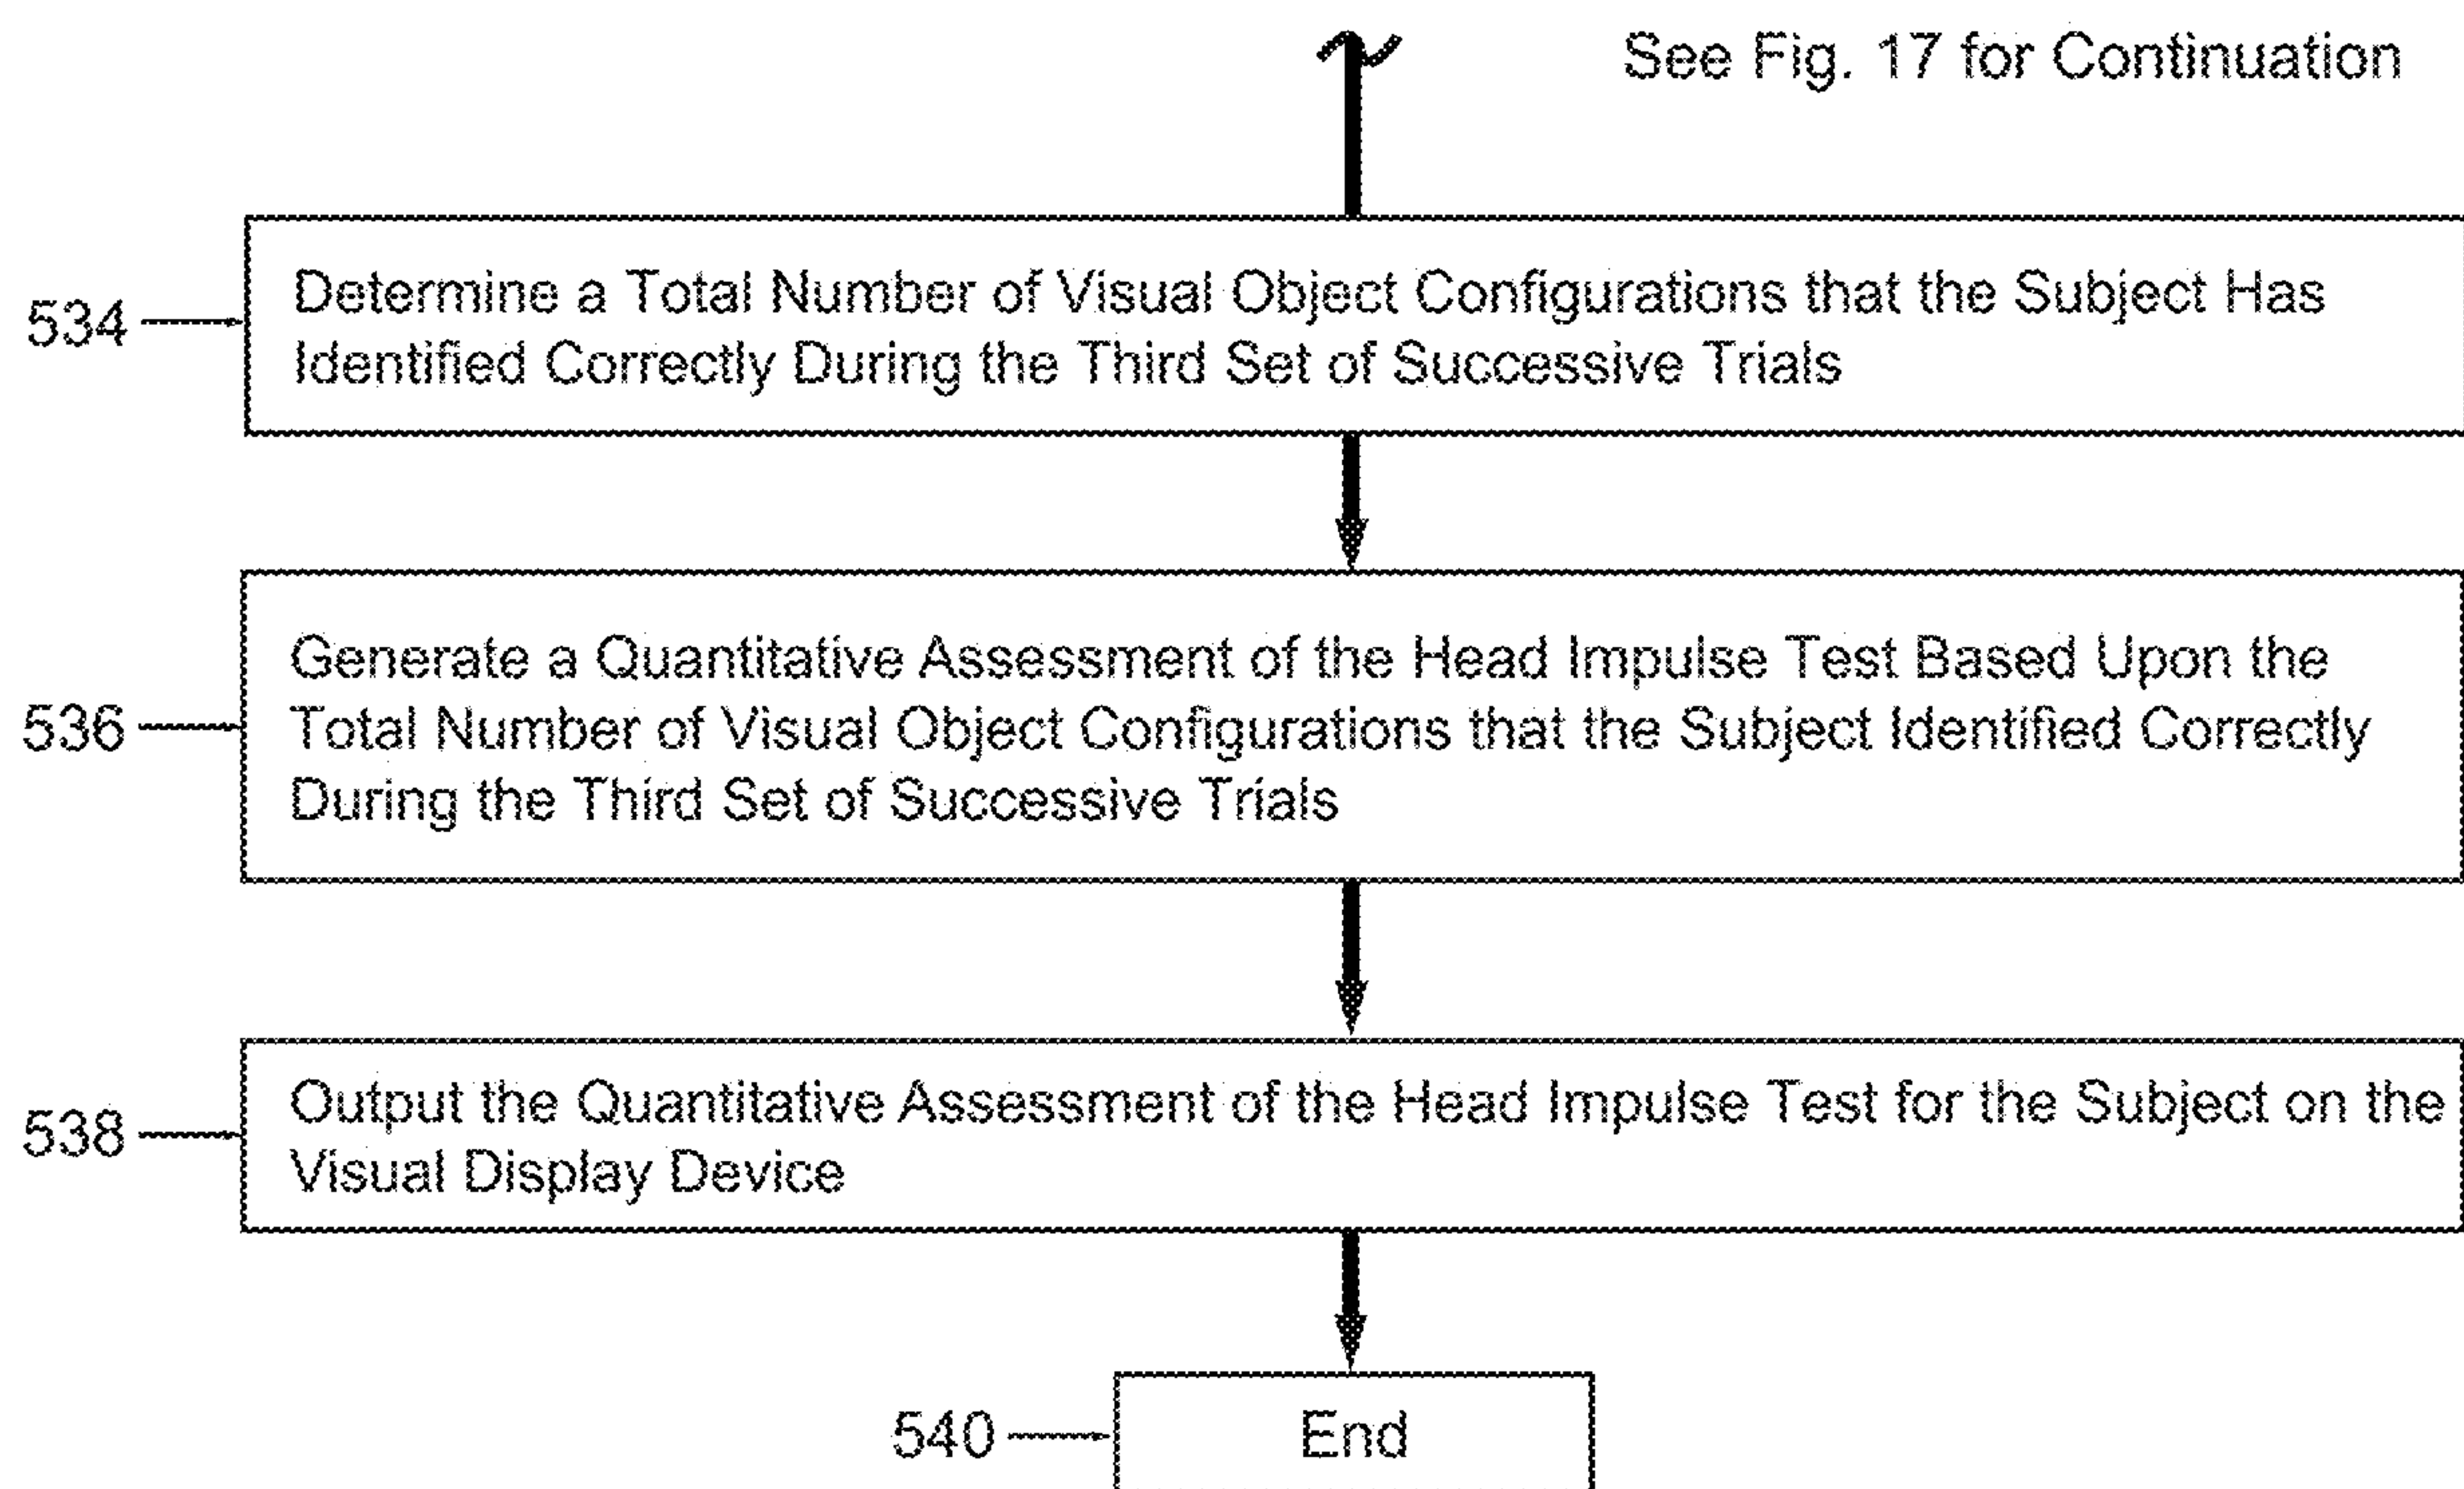 See Fig. 17 for Continuation
534
Determine a Total Number of Visual Object Configurations that the Subject Has
Identified Correctly During the Third Set of Successive Trials
536
Generate a Quantitative Assessment of the Head Impulse Test Based Upon the
Total Number of Visual Object Configurations that the Subject Identified Correctly
During the Third Set of Successive Trials
538
Output the Quantitative Assessment of the Head Impulse Test for the Subject on the
Visual Display Device
540
End